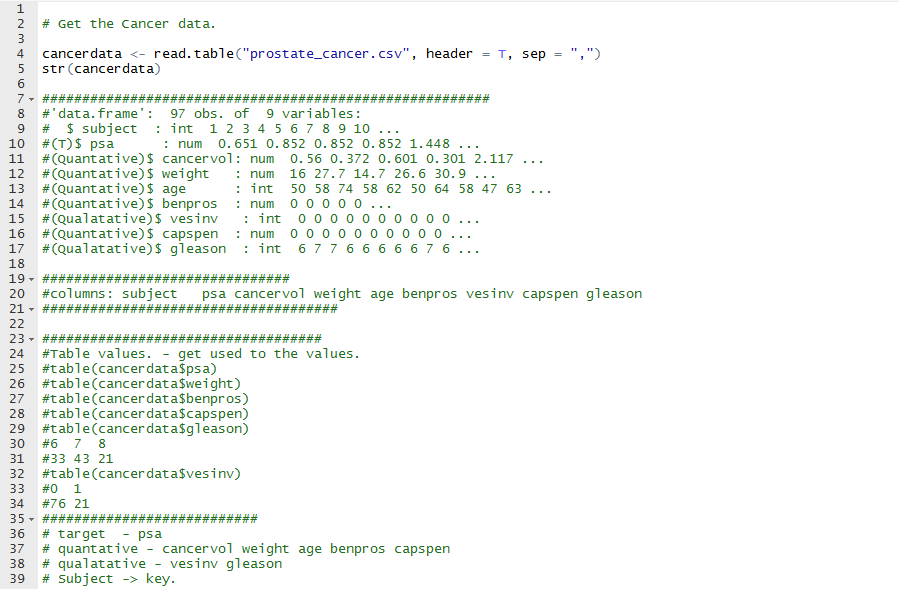 1
2 # Get the Cancer data.
3
4 cancerdata <- read.table("prostate_cancer.csv", header = T, sep = ",")
5 str(cancerdata)
6
7 ########################################################
8 #'data.frame':  97 obs. of  9 variables:
9 #  $ subject  : int  1 2 3 4 5 6 7 8 9 10 ...
10 #(T)$ psa      : num  0.651 0.852 0.852 0.852 1.448 ...
11 #(Quantative)$ cancervol: num  0.56 0.372 0.601 0.301 2.117 ...
12 #(Quantative)$ weight   : num  16 27.7 14.7 26.6 30.9 ...
13 #(Quantative)$ age      : int  50 58 74 58 62 50 64 58 47 63 ...
14 #(Quantative)$ benpros  : num  0 0 0 0 0 ...
15 #(Qualatative)$ vesinv   : int  0 0 0 0 0 0 0 0 0 0 ...
16 #(Quantative)$ capspen  : num  0 0 0 0 0 0 0 0 0 0 ...
17 #(Qualatative)$ gleason  : int  6 7 7 6 6 6 6 6 7 6 ...
18
19 ###############################
20 #columns: subject   psa cancervol weight age benpros vesinv capspen gleason
21 #####################################
22
23 ###################################
24 #Table values. - get used to the values.
25 #table(cancerdata$psa)
26 #table(cancerdata$weight)
27 #table(cancerdata$benpros)
28 #table(cancerdata$capspen)
29 #table(cancerdata$gleason)
30 #6  7  8
31 #33 43 21
32 #table(cancerdata$vesinv)
33 #0  1
34 #76 21
35 ###########################
36 # target  - psa
37 # quantative - cancervol weight age benpros capspen
38 # qualatative - vesinv gleason
39 # Subject -> key.